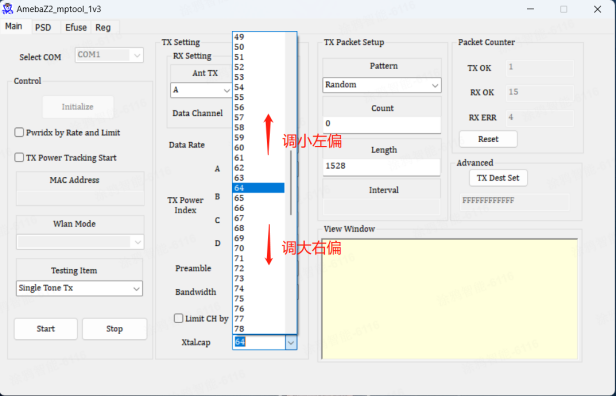 AmebaZ2_mptool_1v3
Main PSD Efuse Reg
Select COM COM1
Control
Initialize
Pwridx by Rate and Limit
TX Power Tracking Start
MAC Address
Wlan Mode
Testing Item
Single Tone Tx
Start Stop
TX Setting
RX Setting
Ant TX
A
Data Channel
Data Rate
A
TX Power Index
B
C
D
Preamble
Bandwidth
Limit CH by
Xtalcap 64
49
50
51
52
53
54
55
56
57
58
59
60
61
62
63
64
65
66
67
68
69
70
71
72
73
74
75
76
77
78
调小左偏
调大右偏
TX Packet Setup
Pattern
Random
Count
0
Length
1528
Interval
Packet Counter
TX OK 1
RX OK 15
RX ERR 4
Reset
Advanced
TX Dest Set
FFFFFFFFFFFF
View Window